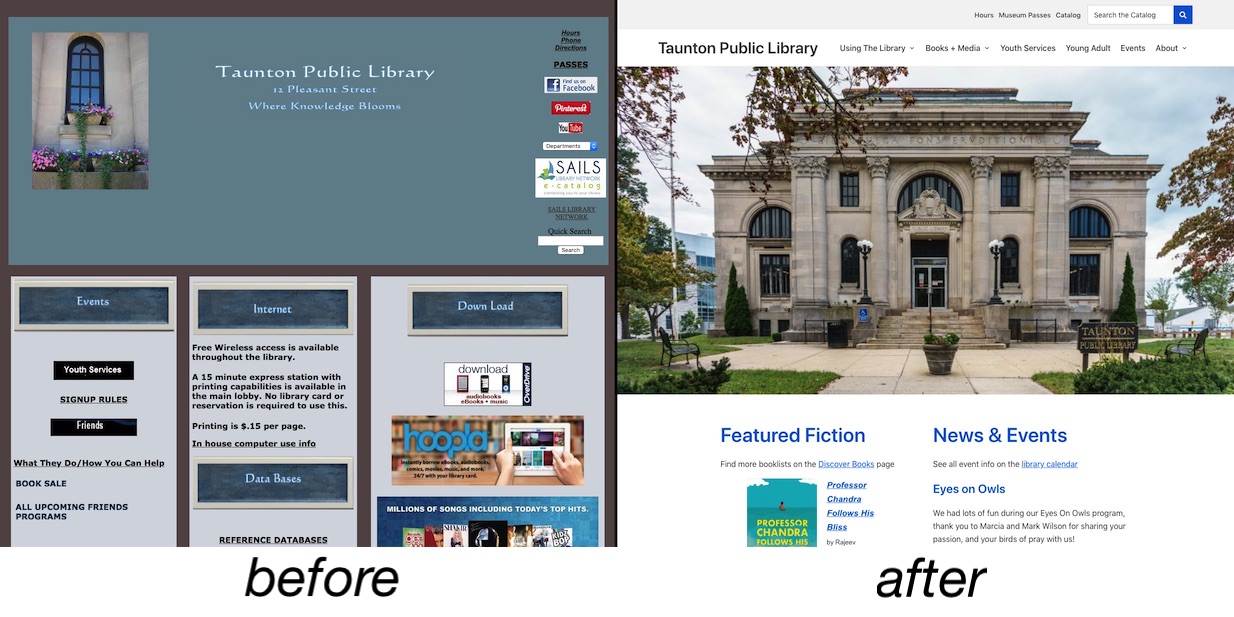 Hours
Phone
Directions
PASSES
Find us on
Facebook
Pinterest
YouTube
Departments
SAILS
LIBRARY NETWORK
e-catalog
SAILS LIBRARY
NETWORK
Quick Search
Search
Taunton Public Library
12 Pleasant Street
Where Knowledge Blooms
Events
Youth Services
SIGNUP RULES
Friends
What They Do/How You Can Help
BOOK SALE
ALL UPCOMING FRIENDS
PROGRAMS
Internet
Free Wireless access is available
throughout the library.
A 15 minute express station with
printing capabilities is available in
the main lobby. No library card or
reservation is required to use this.
Printing is $.15 per page.
In house computer use info
Data Bases
REFERENCE DATABASES
Down Load
download
audiobooks
eBooks + music
OverDrive
hoopla
Instantly borrow eBooks, audiobooks,
comics, movies, music, and more,
24/7 with your library card.
MILLIONS OF SONGS INCLUDING TODAY'S TOP HITS.
before
Hours Museum Passes Catalog Search the Catalog
Taunton Public Library Using The Library Books + Media Youth Services Young Adult Events About
PUBLIC LIBRARY
TAUNTON
PUBLIC LIBRARY
Featured Fiction
Find more booklists on the Discover Books page
PROFESSOR
CHANDRA
FOLLOWS HIS
Professor
Chandra
Follows His
Bliss
by Rajeev
News & Events
See all event info on the library calendar
Eyes on Owls
We had lots of fun during our Eyes On Owls program,
thank you to Marcia and Mark Wilson for sharing your
passion, and your birds of pray with us!
after